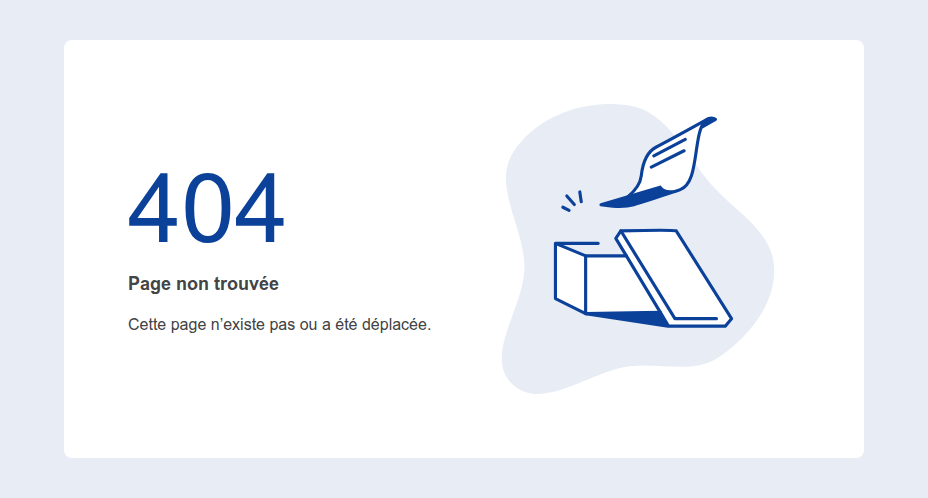 404
Page non trouvée
Cette page n’existe pas ou a été déplacée.